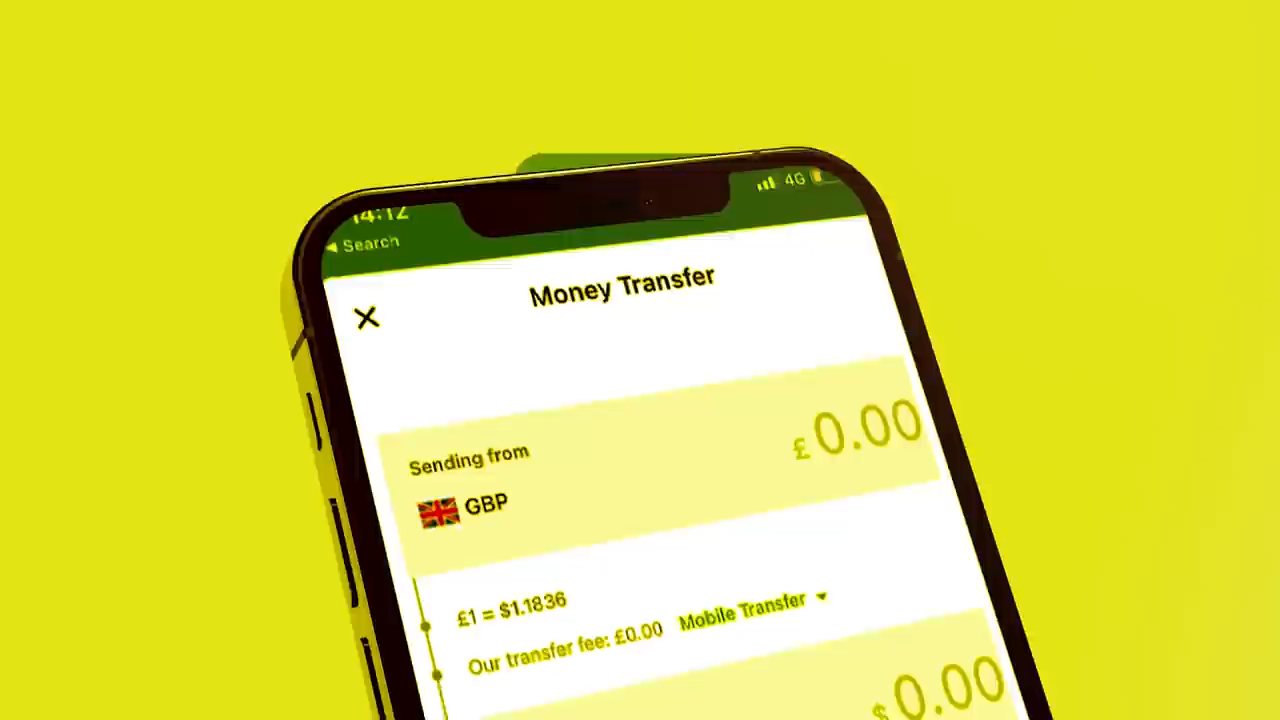 14:12
4G
◀ Search
Money Transfer
Sending from
£0.00
GBP
£1 = $1.1836
Our transfer fee: £0.00 Mobile Transfer
$0.00